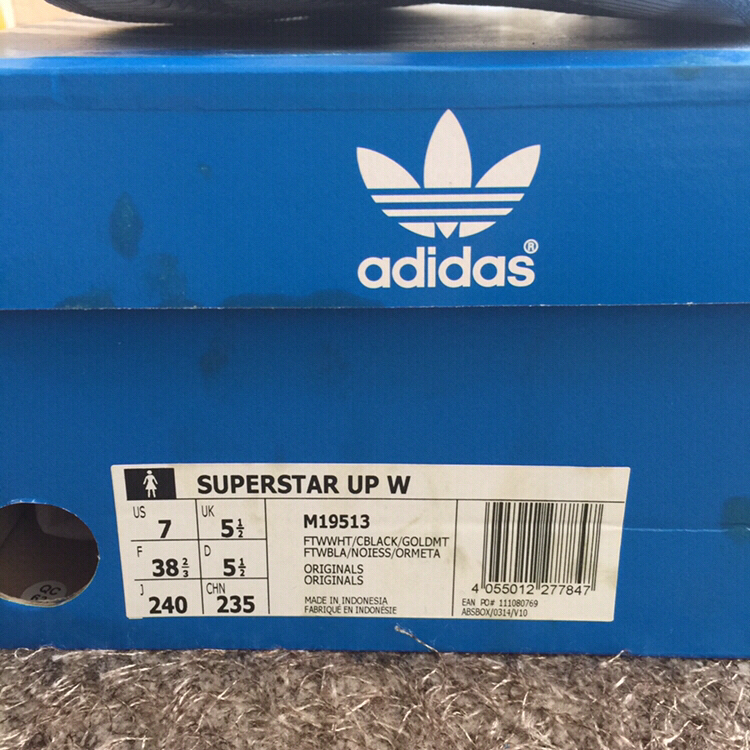 adidas®
SUPERSTAR UP W
US 7 UK 5½
F 38⅔ D 5½
J 240 CHN 235
M19513
FTWWHT/CBLACK/GOLDMT
FTWBLA/NOIESS/ORMETA
ORIGINALS
ORIGINALS
MADE IN INDONESIA
FABRIQUÉ EN INDONÉSIE
4 055012 277847
EAN PO# 111080769
ABSBOX/0314/V10
QC